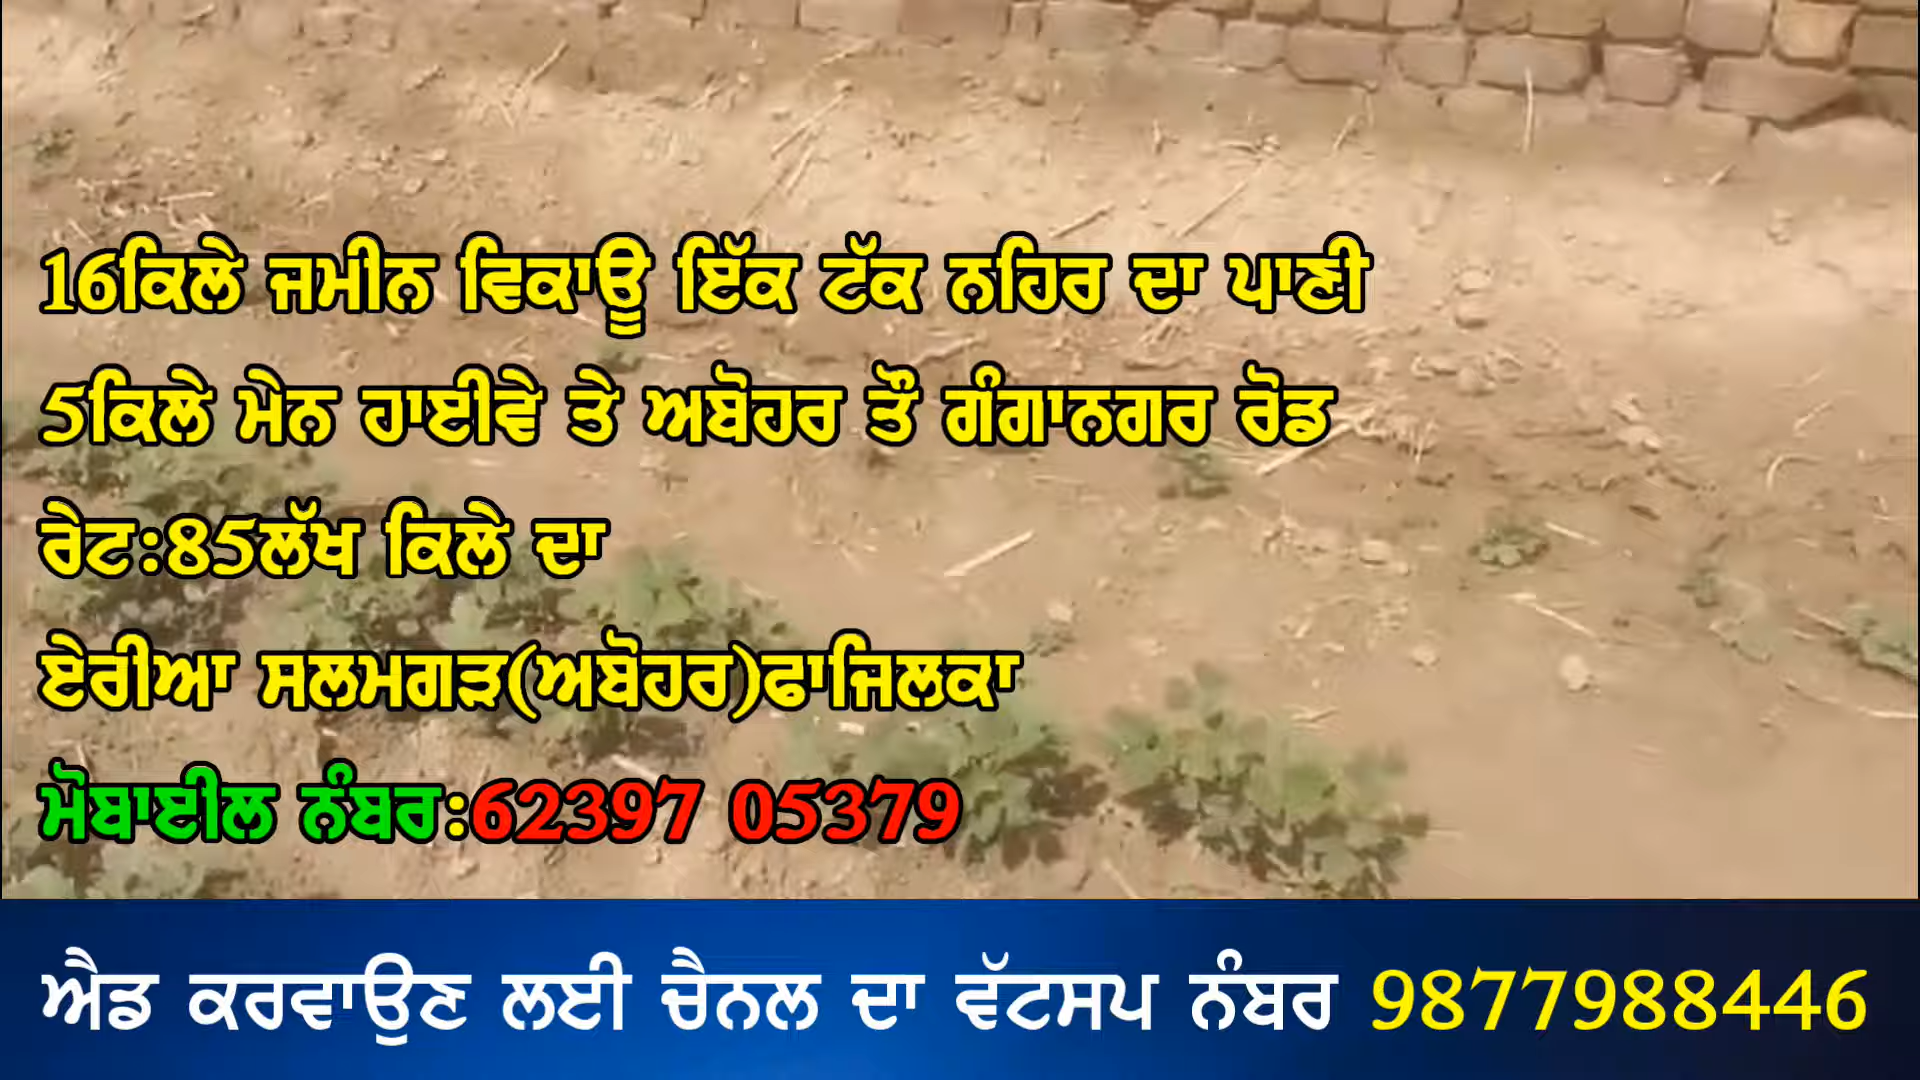 16ਕਿਲੇ ਜਮੀਨ ਵਿਕਾਊ ਇੱਕ ਟੱਕ ਨਹਿਰ ਦਾ ਪਾਣੀ
5ਕਿਲੇ ਮੇਨ ਹਾਈਵੇ ਤੇ ਅਬੋਹਰ ਤੌ ਗੰਗਾਨਗਰ ਰੋਡ
ਰੇਟ:85ਲੱਖ ਕਿਲੇ ਦਾ
ਏਰੀਆ ਸਲਮਗੜ(ਅਬੋਹਰ)ਫਾਜਿਲਕਾ
ਮੋਬਾਈਲ ਨੰਬਰ:62397 05379
ਐਡ ਕਰਵਾਉਣ ਲਈ ਚੈਨਲ ਦਾ ਵੱਟਸਪ ਨੰਬਰ 9877988446